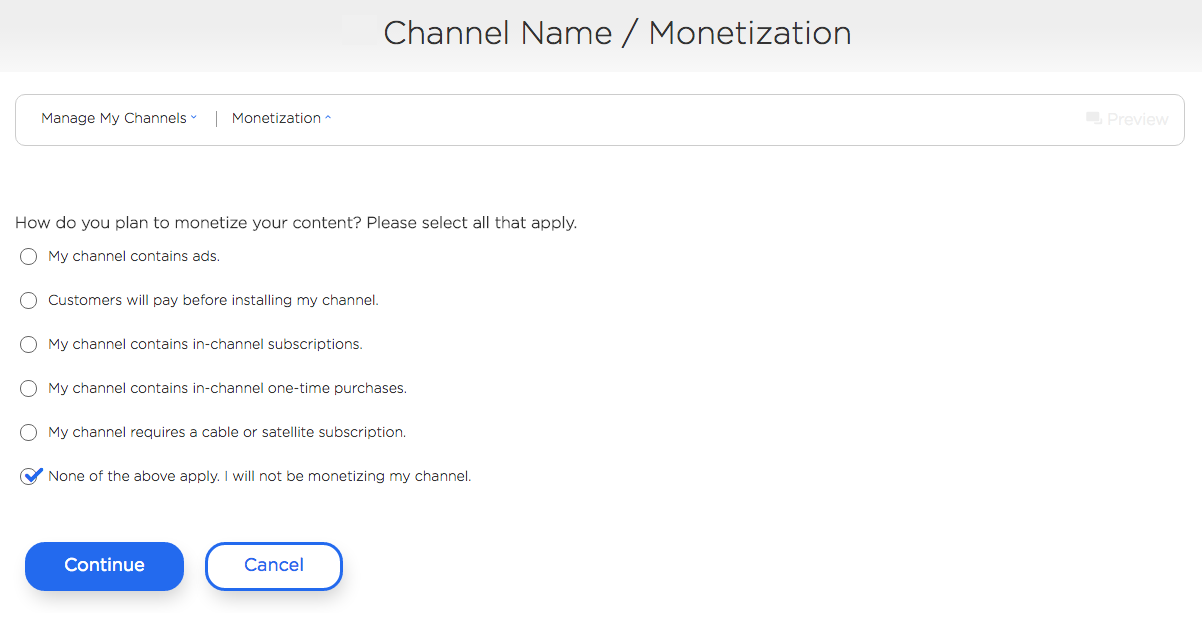 Channel Name / Monetization
Manage My Channels | Monetization Preview
How do you plan to monetize your content? Please select all that apply.
My channel contains ads.
Customers will pay before installing my channel.
My channel contains in-channel subscriptions.
My channel contains in-channel one-time purchases.
My channel requires a cable or satellite subscription.
None of the above apply. I will not be monetizing my channel.
Continue Cancel